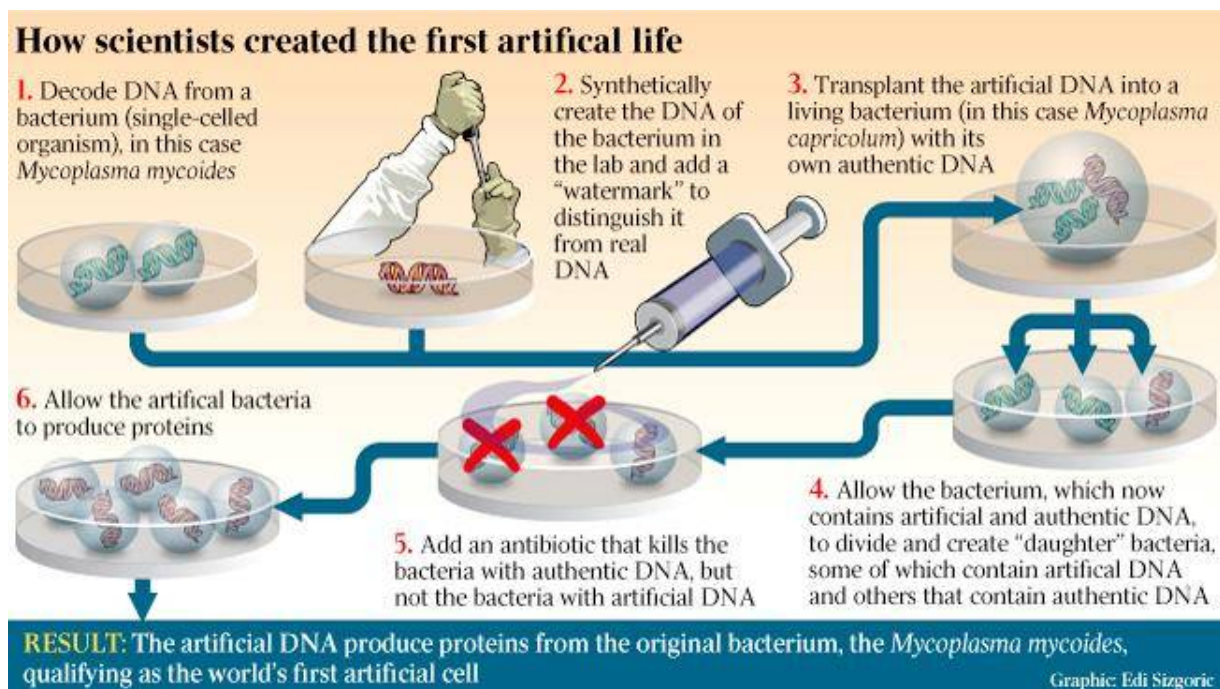 How scientists created the first artifical life
1. Decode DNA from a
bacterium (single-celled
organism), in this case
Mycoplasma mycoides
2. Synthetically
create the DNA of
the bacterium in
the lab and add a
“watermark” to
distinguish it
from real
DNA
3. Transplant the artificial DNA into a
living bacterium (in this case Mycoplasma
capricolum) with its
own authentic DNA
4. Allow the bacterium, which now
contains artificial and authentic DNA,
to divide and create “daughter” bacteria,
some of which contain artifical DNA
and others that contain authentic DNA
5. Add an antibiotic that kills the
bacteria with authentic DNA, but
not the bacteria with artificial DNA
6. Allow the artifical bacteria
to produce proteins
RESULT: The artificial DNA produce proteins from the original bacterium, the Mycoplasma mycoides,
qualifying as the world's first artificial cell
Graphic: Edi Sizgoric